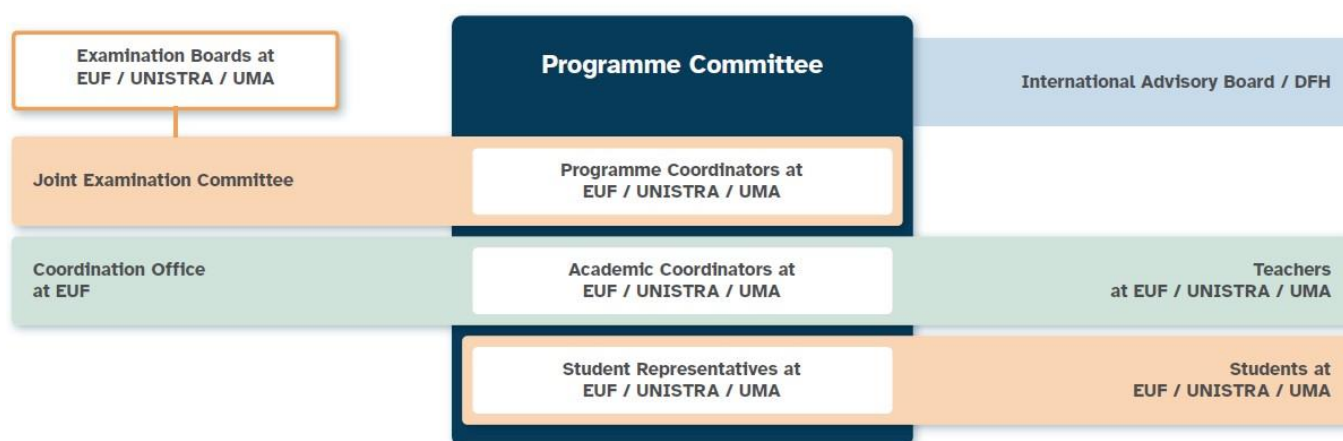 Examination Boards at
EUF / UNISTRA / UMA
Programme Committee
International Advisory Board / DFH
Joint Examination Committee
Programme Coordinators at
EUF / UNISTRA / UMA
Coordination Office
at EUF
Academic Coordinators at
EUF / UNISTRA / UMA
Teachers
at EUF / UNISTRA / UMA
Student Representatives at
EUF / UNISTRA / UMA
Students at
EUF / UNISTRA / UMA